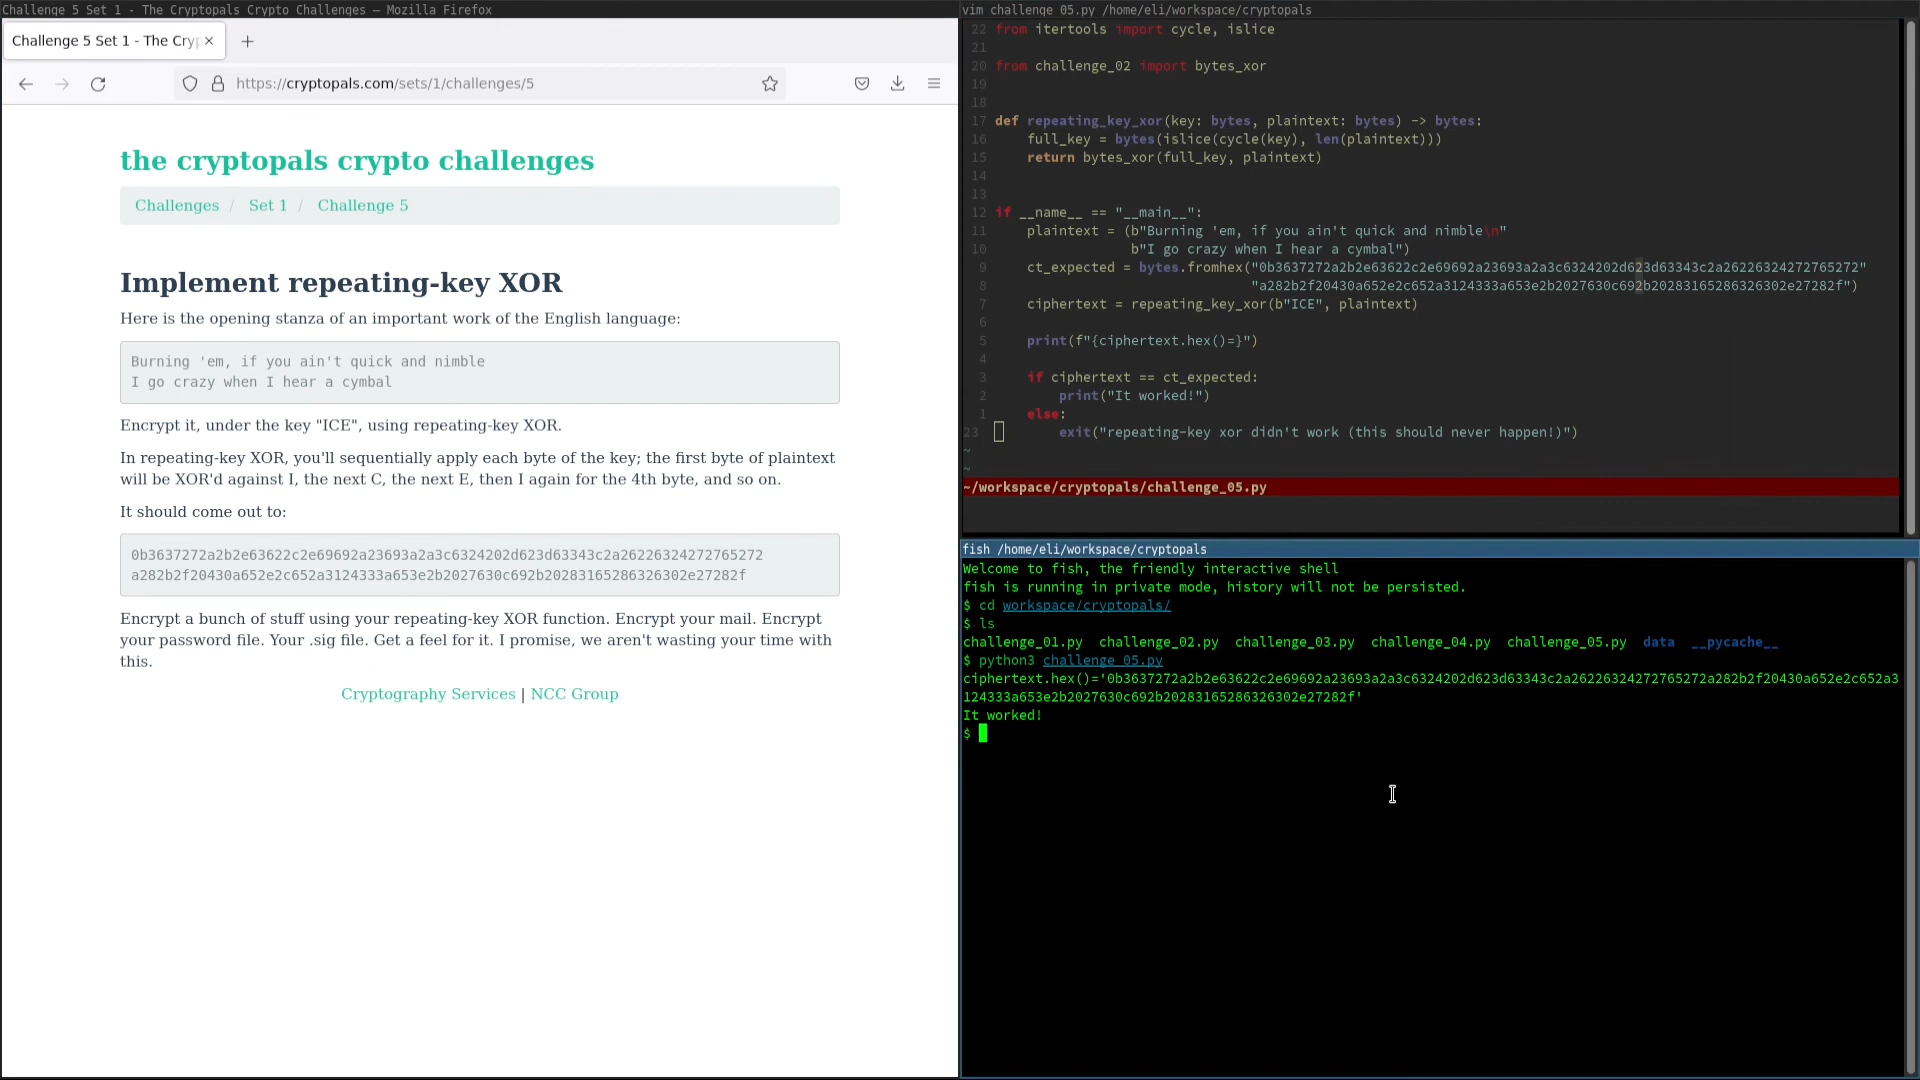 Challenge 5 Set 1 - The Cryptopals Crypto Challenges — Mozilla Firefox
Challenge 5 Set 1 - The Cryp
https://cryptopals.com/sets/1/challenges/5
the cryptopals crypto challenges
Challenges / Set 1 / Challenge 5
Implement repeating-key XOR
Here is the opening stanza of an important work of the English language:
Burning 'em, if you ain't quick and nimble
I go crazy when I hear a cymbal
Encrypt it, under the key "ICE", using repeating-key XOR.
In repeating-key XOR, you'll sequentially apply each byte of the key; the first byte of plaintext
will be XOR'd against I, the next C, the next E, then I again for the 4th byte, and so on.
It should come out to:
0b3637272a2b2e63622c2e69692a23693a2a3c6324202d623d63343c2a26226324272765272
a282b2f20430a652e2c652a3124333a653e2b2027630c692b20283165286326302e27282f
Encrypt a bunch of stuff using your repeating-key XOR function. Encrypt your mail. Encrypt
your password file. Your .sig file. Get a feel for it. I promise, we aren't wasting your time with
this.
Cryptography Services | NCC Group
vim challenge_05.py /home/eli/workspace/cryptopals
22 from itertools import cycle, islice
21
20 from challenge_02 import bytes_xor
19
18
17 def repeating_key_xor(key: bytes, plaintext: bytes) -> bytes:
16     full_key = bytes(islice(cycle(key), len(plaintext)))
15     return bytes_xor(full_key, plaintext)
14
13
12 if __name__ == "__main__":
11     plaintext = (b"Burning 'em, if you ain't quick and nimble\n"
10                  b"I go crazy when I hear a cymbal")
9     ct_expected = bytes.fromhex("0b3637272a2b2e63622c2e69692a23693a2a3c6324202d623d63343c2a26226324272765272"
8                                 "a282b2f20430a652e2c652a3124333a653e2b2027630c692b20283165286326302e27282f")
7     ciphertext = repeating_key_xor(b"ICE", plaintext)
6
5     print(f"{ciphertext.hex()=}")
4
3     if ciphertext == ct_expected:
2         print("It worked!")
1     else:
23         exit("repeating-key xor didn't work (this should never happen!)")
~
~
~/workspace/cryptopals/challenge_05.py
fish /home/eli/workspace/cryptopals
Welcome to fish, the friendly interactive shell
fish is running in private mode, history will not be persisted.
$ cd workspace/cryptopals/
$ ls
challenge_01.py  challenge_02.py  challenge_03.py  challenge_04.py  challenge_05.py  data  __pycache__
$ python3 challenge_05.py
ciphertext.hex()='0b3637272a2b2e63622c2e69692a23693a2a3c6324202d623d63343c2a26226324272765272a282b2f20430a652e2c652a3
124333a653e2b2027630c692b20283165286326302e27282f'
It worked!
$